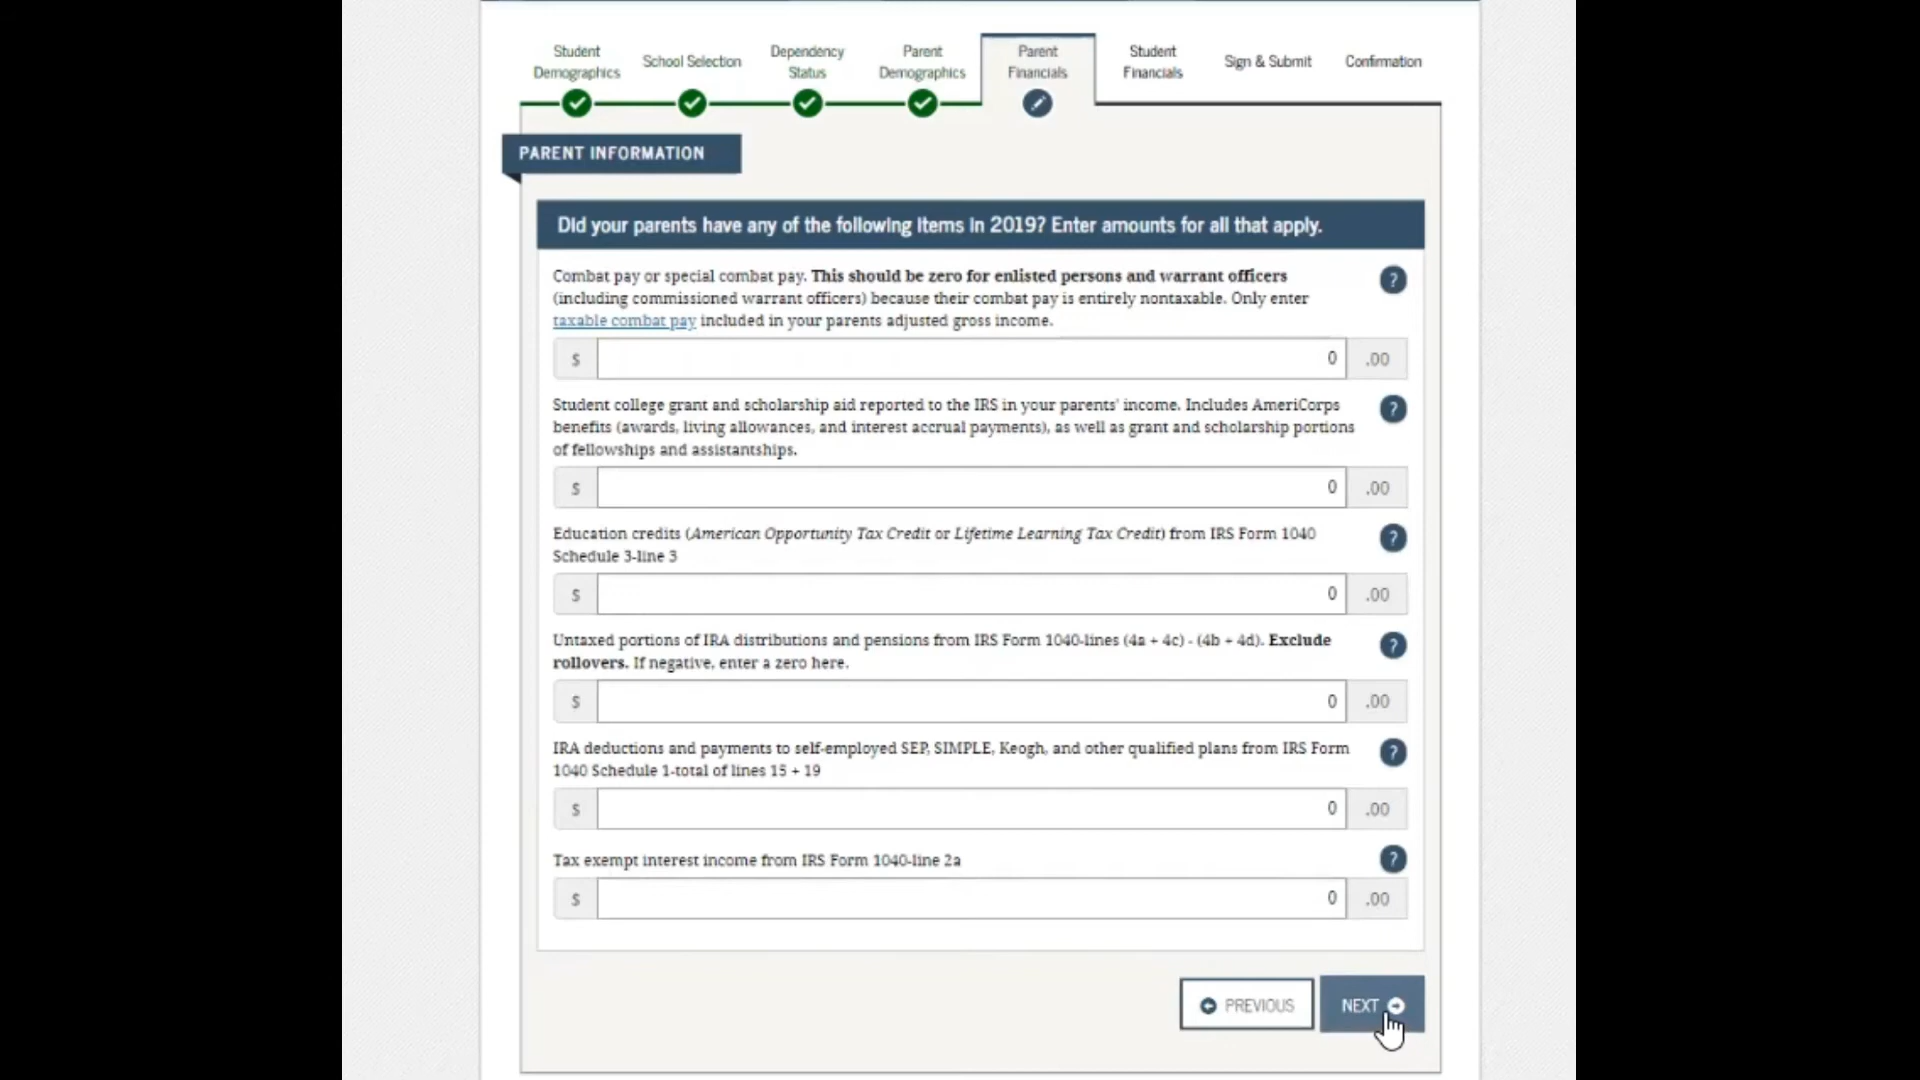 Student Demographics
School Selection
Dependency Status
Parent Demographics
Parent Financials
Student Financials
Sign & Submit
Confirmation
PARENT INFORMATION
Did your parents have any of the following items in 2019? Enter amounts for all that apply.
Combat pay or special combat pay. This should be zero for enlisted persons and warrant officers
(including commissioned warrant officers) because their combat pay is entirely nontaxable. Only enter
taxable combat pay included in your parents adjusted gross income.
?
$ 0 .00
Student college grant and scholarship aid reported to the IRS in your parents' income. Includes AmeriCorps
benefits (awards, living allowances, and interest accrual payments), as well as grant and scholarship portions
of fellowships and assistantships.
?
$ 0 .00
Education credits (American Opportunity Tax Credit or Lifetime Learning Tax Credit) from IRS Form 1040
Schedule 3-line 3
?
$ 0 .00
Untaxed portions of IRA distributions and pensions from IRS Form 1040-lines (4a + 4c) - (4b + 4d). Exclude
rollovers. If negative, enter a zero here.
?
$ 0 .00
IRA deductions and payments to self-employed SEP, SIMPLE, Keogh, and other qualified plans from IRS Form
1040 Schedule 1-total of lines 15 + 19
?
$ 0 .00
Tax exempt interest income from IRS Form 1040-line 2a
?
$ 0 .00
PREVIOUS
NEXT